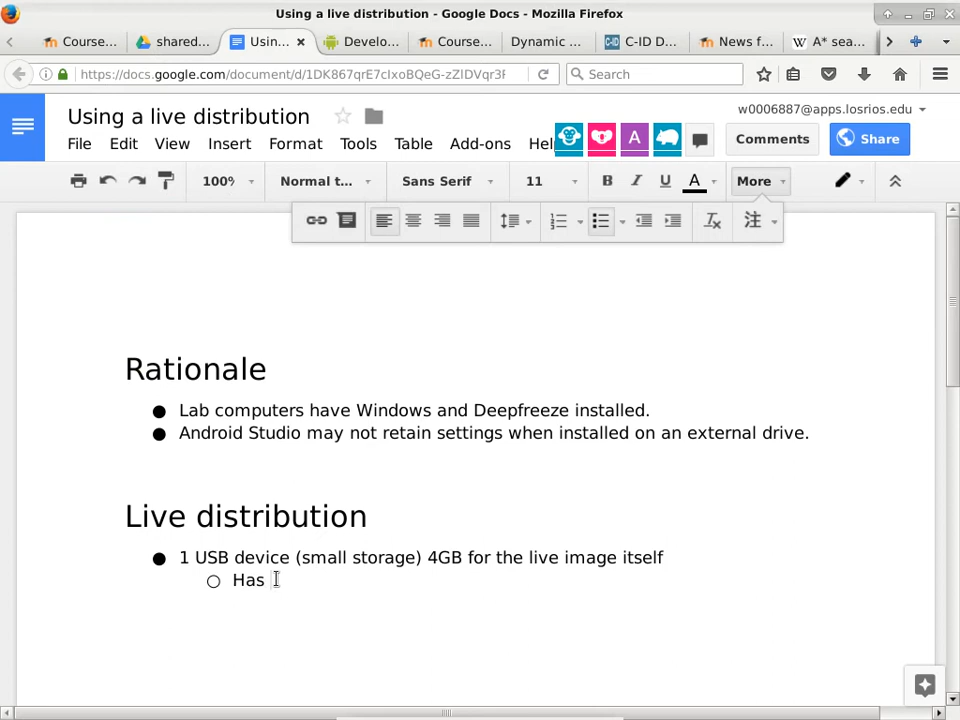 Using a live distribution - Google Docs - Mozilla Firefox
Course... shared... Usin... Develo... Course... Dynamic ... C-ID D... News f... A* sea...
https://docs.google.com/document/d/1DK867qrE7cIxoBQeG-zZIDVqr3F Search
Using a live distribution
w0006887@apps.losrios.edu
File Edit View Insert Format Tools Table Add-ons Hel
A
Comments Share
100% Normal t... Sans Serif 11 B I U A More
注
Rationale
● Lab computers have Windows and Deepfreeze installed.
● Android Studio may not retain settings when installed on an external drive.
Live distribution
● 1 USB device (small storage) 4GB for the live image itself
○ Has